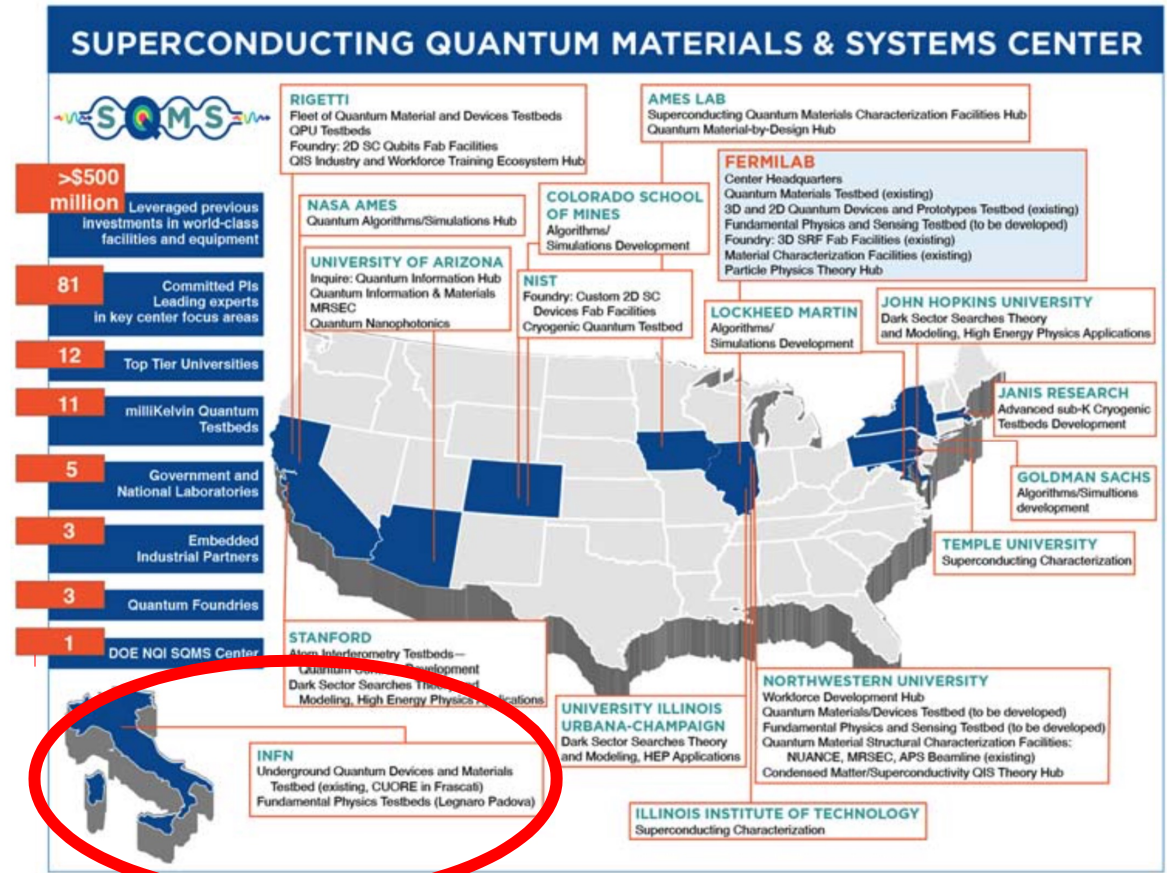 SUPERCONDUCTING QUANTUM MATERIALS & SYSTEMS CENTER
SQMS
>$500
million
Leveraged previous
investments in world-class
facilities and equipment
81
Committed PIs
Leading experts
in key center focus areas
12
Top Tier Universities
11
milliKelvin Quantum
Testbeds
5
Government and
National Laboratories
3
Embedded
Industrial Partners
3
Quantum Foundries
1
DOE NQI SQMS Center
RIGETTI
Fleet of Quantum Material and Devices Testbeds
QPU Testbeds
Foundry: 2D SC Qubits Fab Facilities
QIS Industry and Workforce Training Ecosystem Hub
AMES LAB
Superconducting Quantum Materials Characterization Facilities Hub
Quantum Material-by-Design Hub
NASA AMES
Quantum Algorithms/Simulations Hub
COLORADO SCHOOL
OF MINES
Algorithms/
Simulations Development
FERMILAB
Center Headquarters
Quantum Materials Testbed (existing)
3D and 2D Quantum Devices and Prototypes Testbed (existing)
Fundamental Physics and Sensing Testbed (to be developed)
Foundry: 3D SRF Fab Facilities (existing)
Material Characterization Facilities (existing)
Particle Physics Theory Hub
UNIVERSITY OF ARIZONA
Inquire: Quantum Information Hub
Quantum Information & Materials
MRSEC
Quantum Nanophotonics
NIST
Foundry: Custom 2D SC
Devices Fab Facilities
Cryogenic Quantum Testbed
LOCKHEED MARTIN
Algorithms/
Simulations Development
JOHN HOPKINS UNIVERSITY
Dark Sector Searches Theory
and Modeling, High Energy Physics Applications
JANIS RESEARCH
Advanced sub-K Cryogenic
Testbeds Development
GOLDMAN SACHS
Algorithms/Simultions
development
TEMPLE UNIVERSITY
Superconducting Characterization
STANFORD
Atom Interferometry Testbeds—
Quantum Development
Dark Sector Searches
Modeling, High Energy Physics Applications
UNIVERSITY ILLINOIS
URBANA-CHAMPAIGN
Dark Sector Searches Theory
and Modeling, HEP Applications
NORTHWESTERN UNIVERSITY
Workforce Development Hub
Quantum Materials/Devices Testbed (to be developed)
Fundamental Physics and Sensing Testbed (to be developed)
Quantum Material Structural Characterization Facilities:
NUANCE, MRSEC, APS Beamline (existing)
Condensed Matter/Superconductivity QIS Theory Hub
INFN
Underground Quantum Devices and Materials
Testbed (existing, CUORE in Frascati)
Fundamental Physics Testbeds (Legnaro Padova)
ILLINOIS INSTITUTE OF TECHNOLOGY
Superconducting Characterization